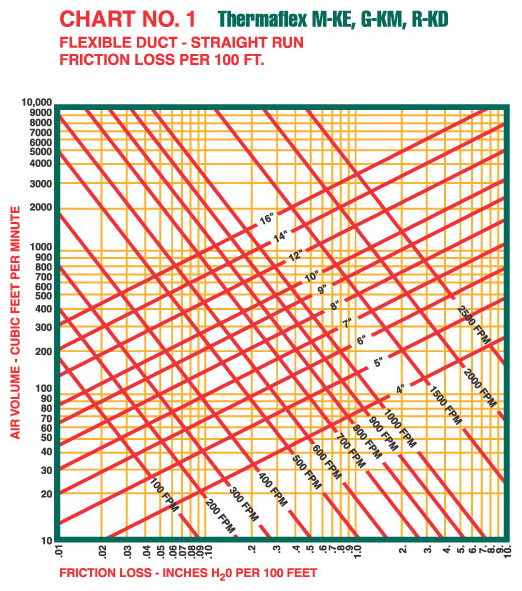 CHART NO. 1 Thermaflex M-KE, G-KM, R-KD
FLEXIBLE DUCT - STRAIGHT RUN
FRICTION LOSS PER 100 FT.
AIR VOLUME - CUBIC FEET PER MINUTE
10,000
9000
8000
7000
6000
5000
4000
3000
2000
1000
900
800
700
600
500
400
300
200
100
90
80
70
60
50
40
30
20
10
16"
14"
12"
10"
9"
8"
7"
6"
5"
4"
2500 FPM
2000 FPM
1500 FPM
1000 FPM
900 FPM
800 FPM
700 FPM
600 FPM
500 FPM
400 FPM
300 FPM
200 FPM
100 FPM
.01 .02 .03 .04 .05 .06 .07 .08 .09 .10 .2 .3 .4 .5 .6 .7 .8 .9 1.0 2. 3. 4. 5. 6. 7. 8. 9. 10.
FRICTION LOSS - INCHES H20 PER 100 FEET